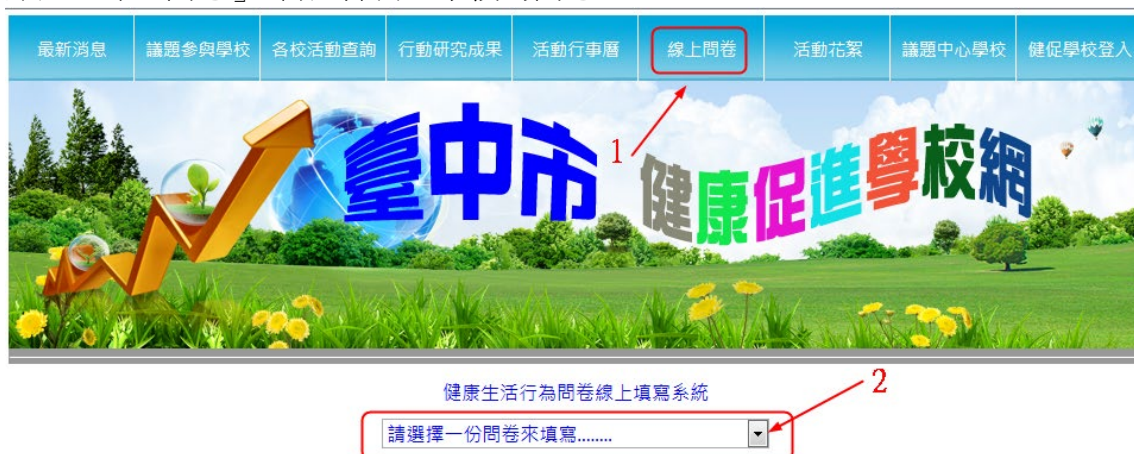 最新消息 議題參與學校 各校活動查詢 行動研究成果 活動行事曆 線上問卷 活動花絮 議題中心學校 健促學校登入
1
臺中市健康促進學校網
2
健康生活行為問卷線上填寫系統
請選擇一份問卷來填寫........